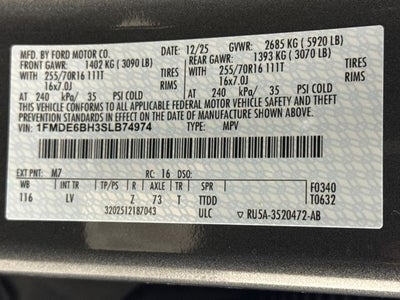 MFD. BY FORD MOTOR CO. 12/25 GVWR: 2685 KG (5920 LB)
FRONT GAWR: 1402 KG (3090 LB) REAR GAWR: 1393 KG (3070 LB)
WITH 255/70R16 111T TIRES WITH 255/70R16 111T TIRES
16x7.0J RIMS 16x7.0J RIMS
AT 240 kPa/ 35 PSI COLD AT 240 kPa/ 35
THIS VEHICLE CONFORMS TO ALL APPLICABLE FEDERAL MOTOR VEHICLE SAFETY AND THEFT
PREVENTION STANDARDS IN EFFECT ON THE DATE OF MANUFACTURE SHOWN ABOVE.
VIN: 1FMDE6BH3SLB74974 TYPE: MPV
EXT PNT: M7 RC: 16 DSO:
WB INT TR TP/PS R AXLE TR SPR F0340
116 LV Z 73 T TTDD T0632
3202512187043 ULC RU5A-3520472-AB